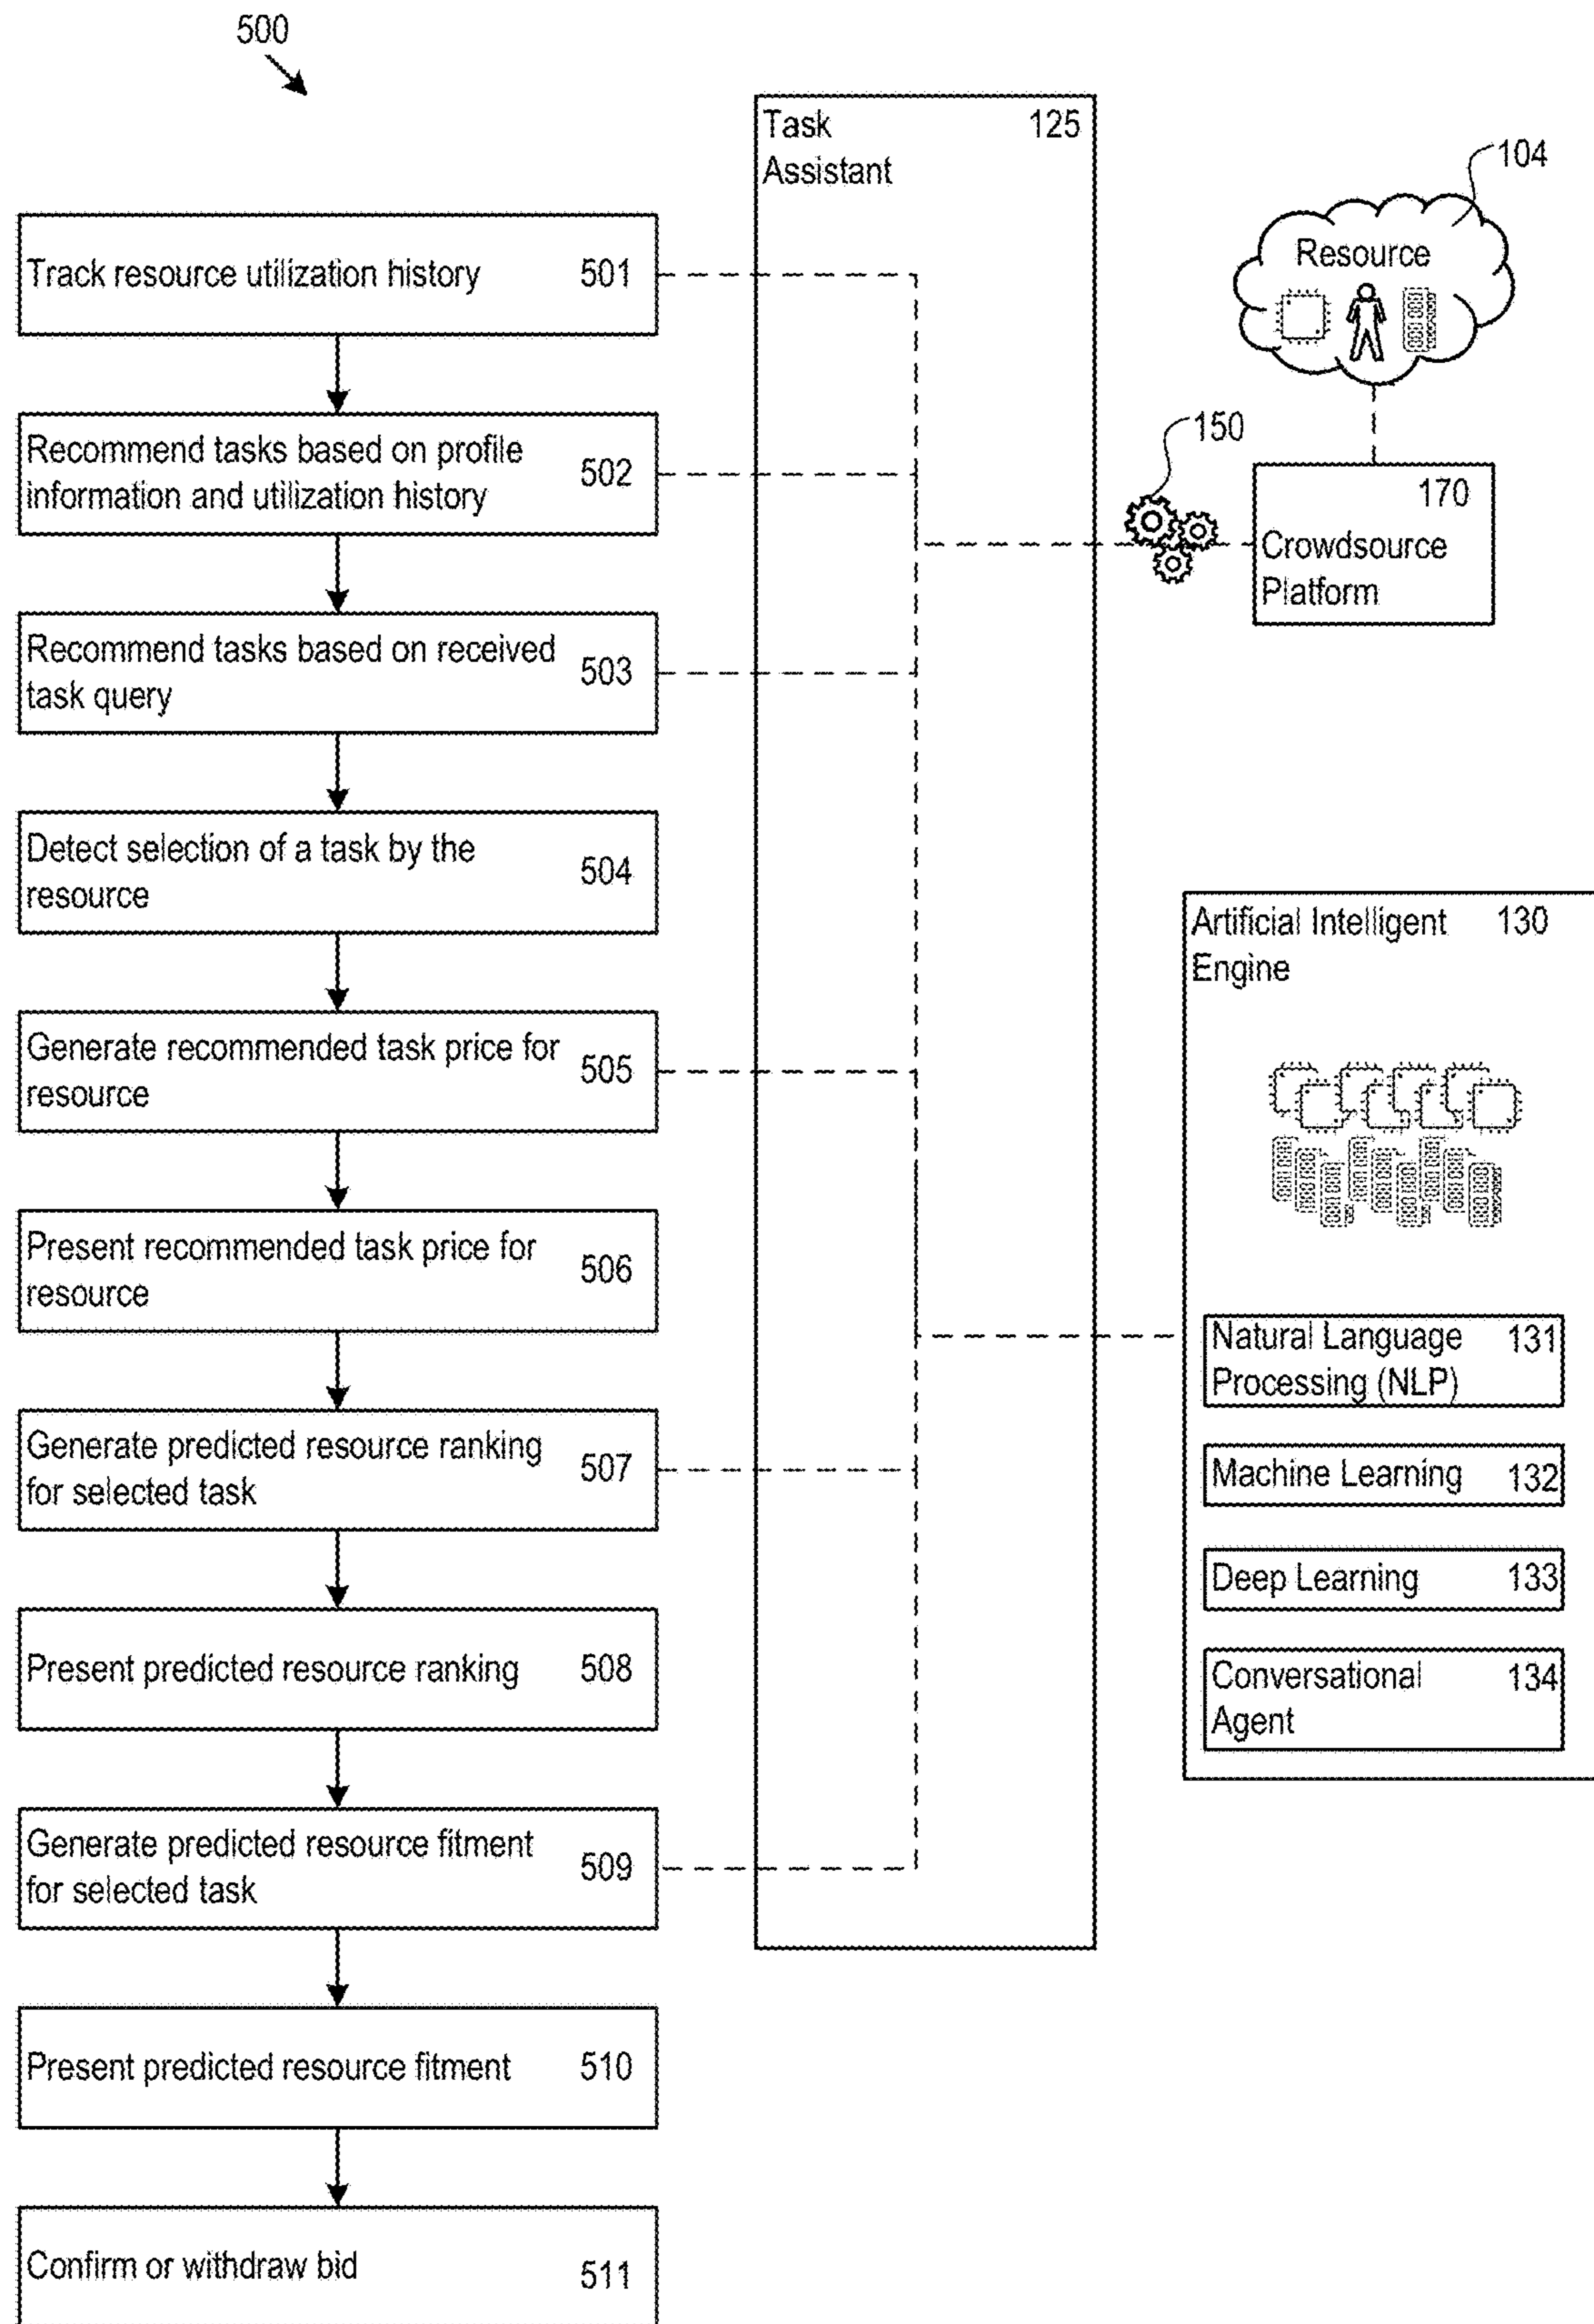 500
Task 125
Assistant
104
Resource
Track resource utilization history 501
150
Recommend tasks based on profile
information and utilization history 502
170
Crowdsource
Platform
Recommend tasks based on received
task query 503
Detect selection of a task by the
resource 504
Artificial Intelligent 130
Engine
Generate recommended task price for
resource 505
Present recommended task price for
resource 506
Natural Language 131
Processing (NLP)
Generate predicted resource ranking
for selected task 507
Machine Learning 132
Deep Learning 133
Present predicted resource ranking 508
Conversational 134
Agent
Generate predicted resource fitment
for selected task 509
Present predicted resource fitment 510
Confirm or withdraw bid 511